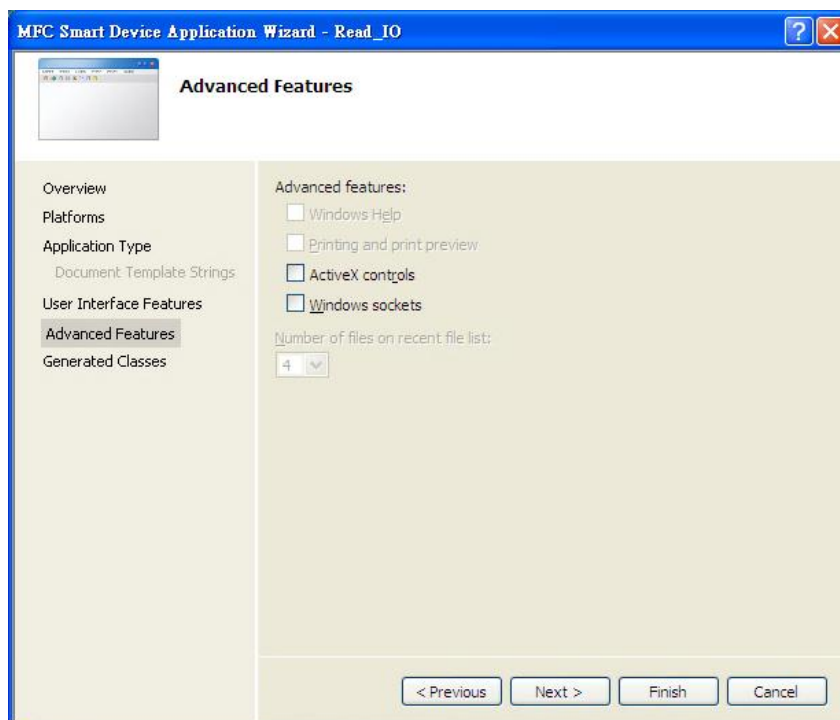 MFC Smart Device Application Wizard - Read_IO
Advanced Features
Overview
Platforms
Application Type
Document Template Strings
User Interface Features
Advanced Features
Generated Classes
Advanced features:
Windows Help
Printing and print preview
ActiveX controls
Windows sockets
Number of files on recent file list:
4
< Previous
Next >
Finish
Cancel